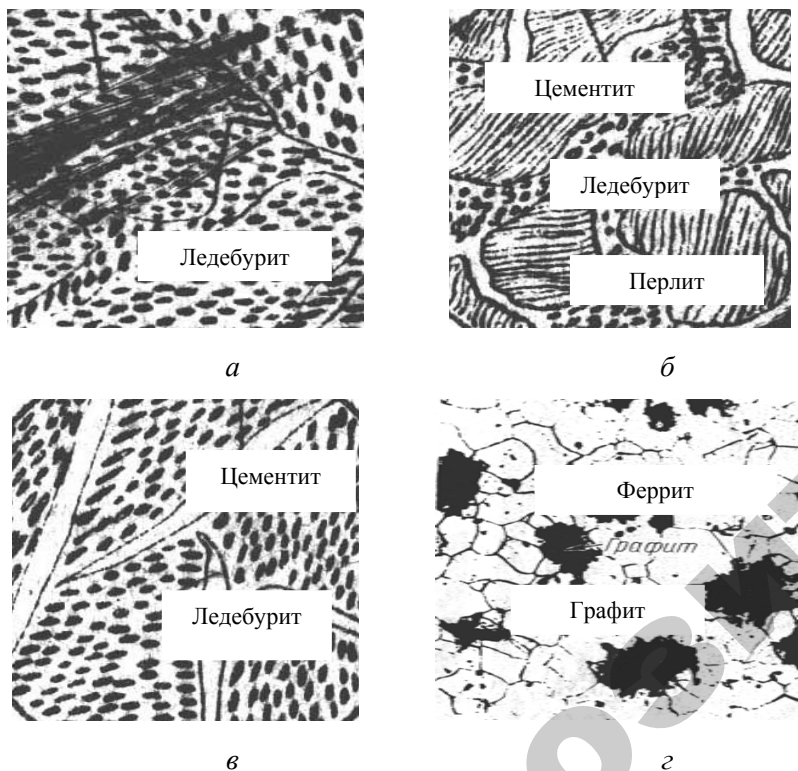 Ледебурит
Цементит
Ледебурит
Перлит
а
б
Цементит
Ледебурит
Феррит
Графит
Графит
в
г